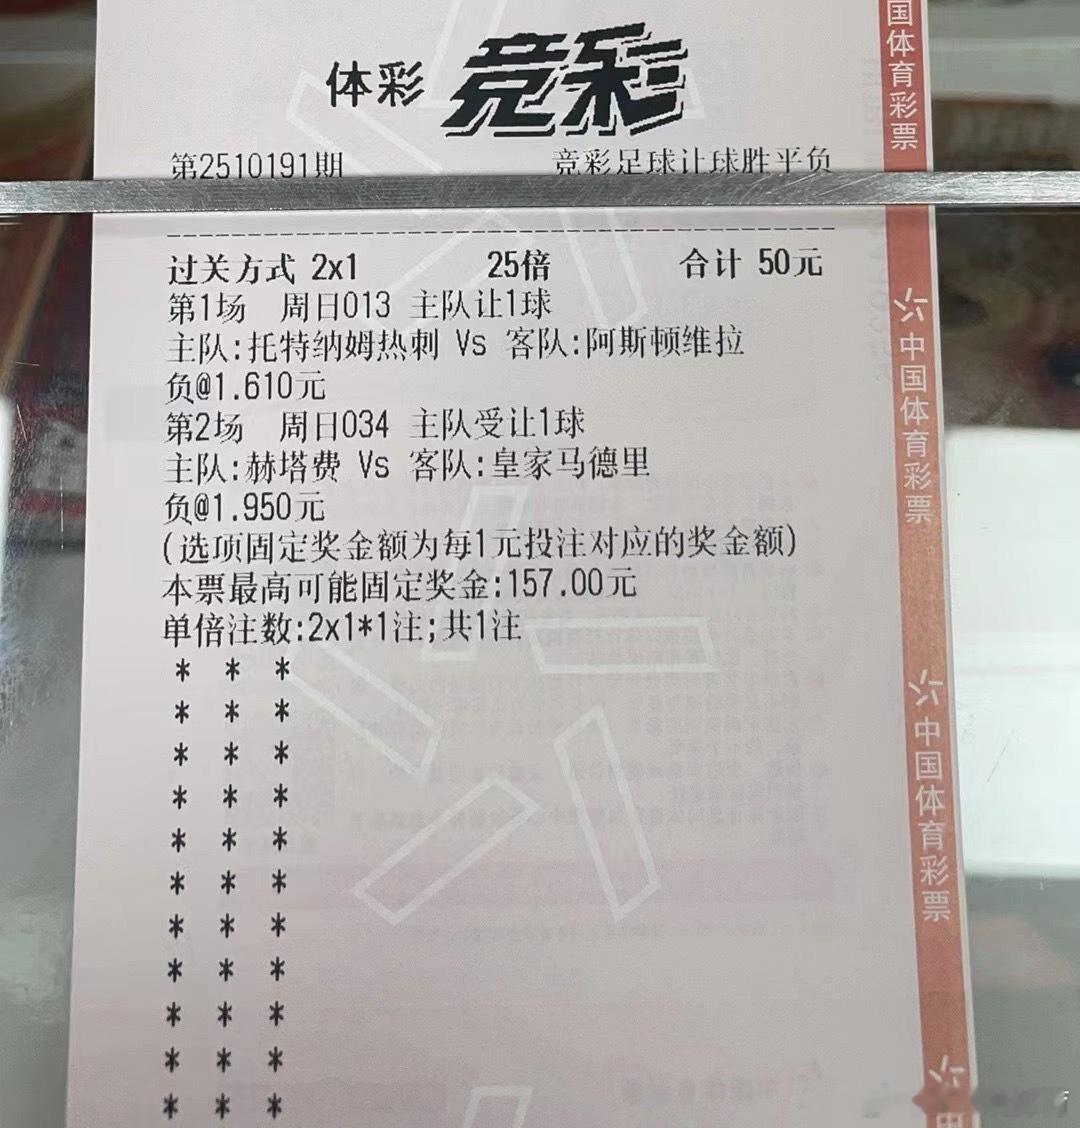 体彩 竞彩
第2510191期 竞彩足球让球胜平负
过关方式 2x1 25倍 合计 50元
第1场 周日013 主队让1球
主队:托特纳姆热刺 Vs 客队:阿斯顿维拉
负@1.610元
第2场 周日034 主队受让1球
主队:赫塔费 Vs 客队:皇家马德里
负@1.950元
(选项固定奖金额为每1元投注对应的奖金额)
本票最高可能固定奖金:157.00元
单倍注数:2x1*1注;共1注
* * *
* * *
* * *
* * *
* * *
* * *
* * *
* * *
* * *
* * *
* * *
国体育彩票
中国体育彩票
中国体育彩票
中